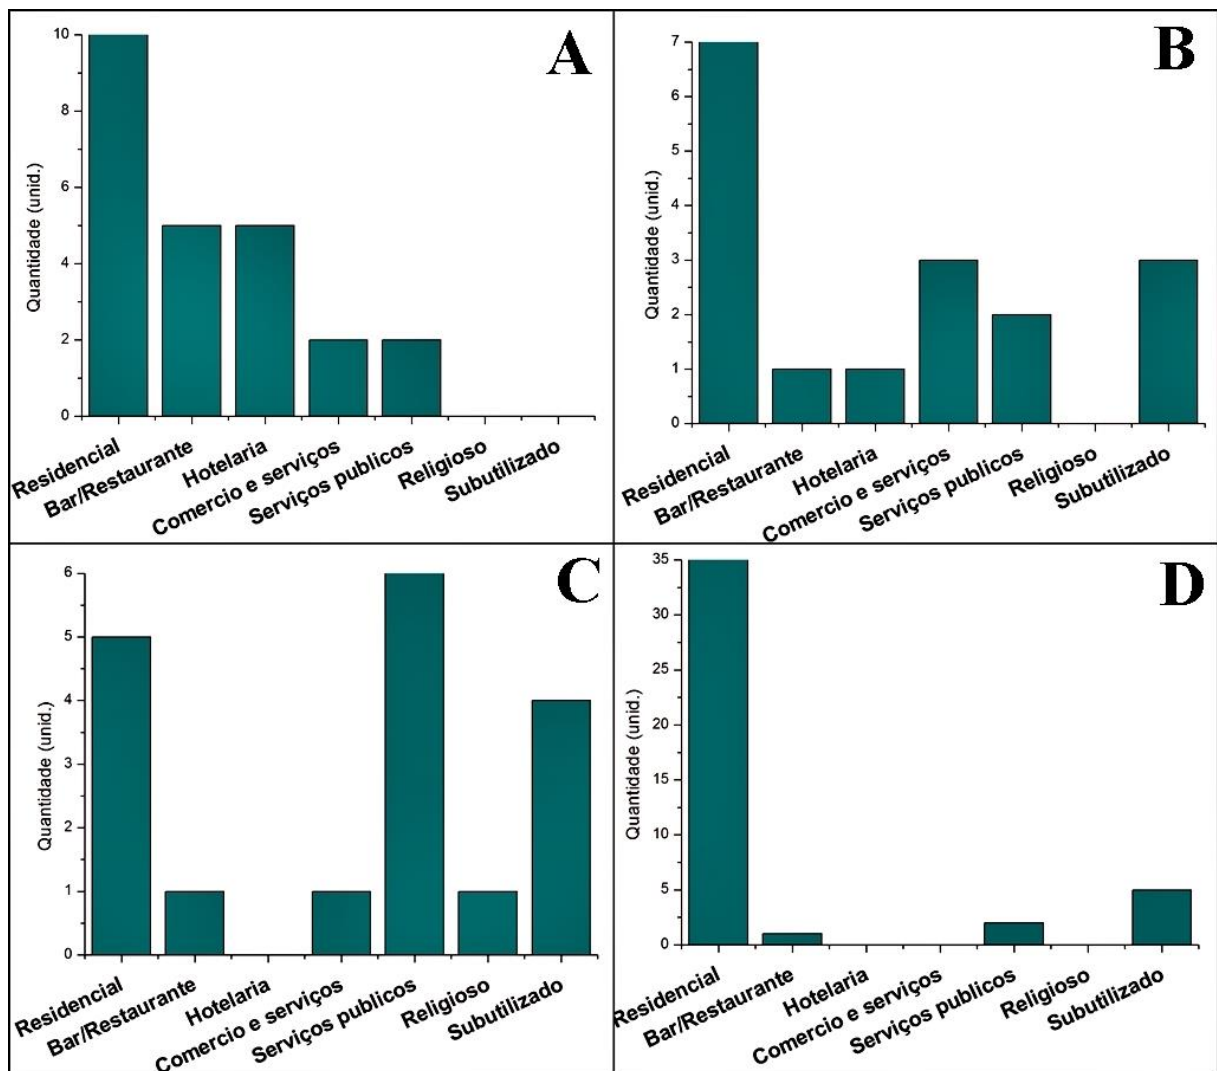 A
Quantidade (unid.)
10
8
6
4
2
0
Residencial
Bar/Restaurante
Hotelaria
Comercio e serviços
Serviços publicos
Religioso
Subutilizado
B
Quantidade (unid.)
7
6
5
4
3
2
1
0
Residencial
Bar/Restaurante
Hotelaria
Comercio e serviços
Serviços publicos
Religioso
Subutilizado
C
Quantidade (unid.)
6
5
4
3
2
1
0
Residencial
Bar/Restaurante
Hotelaria
Comercio e serviços
Serviços publicos
Religioso
Subutilizado
D
Quantidade (unid.)
35
30
25
20
15
10
5
0
Residencial
Bar/Restaurante
Hotelaria
Comercio e serviços
Serviços publicos
Religioso
Subutilizado